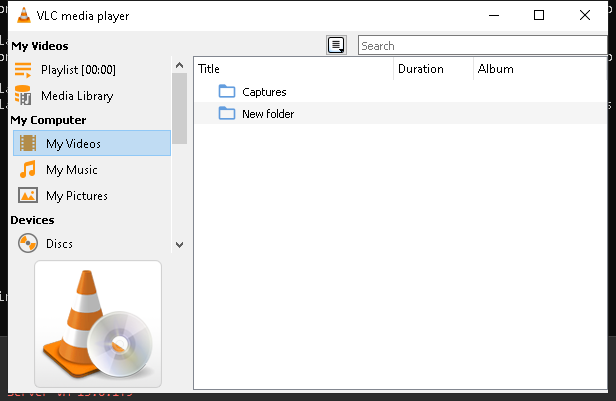 VLC media player
My Videos
Search
Playlist [00:00]
Media Library
My Computer
My Videos
My Music
My Pictures
Devices
Discs
Title Duration Album
Captures
New folder